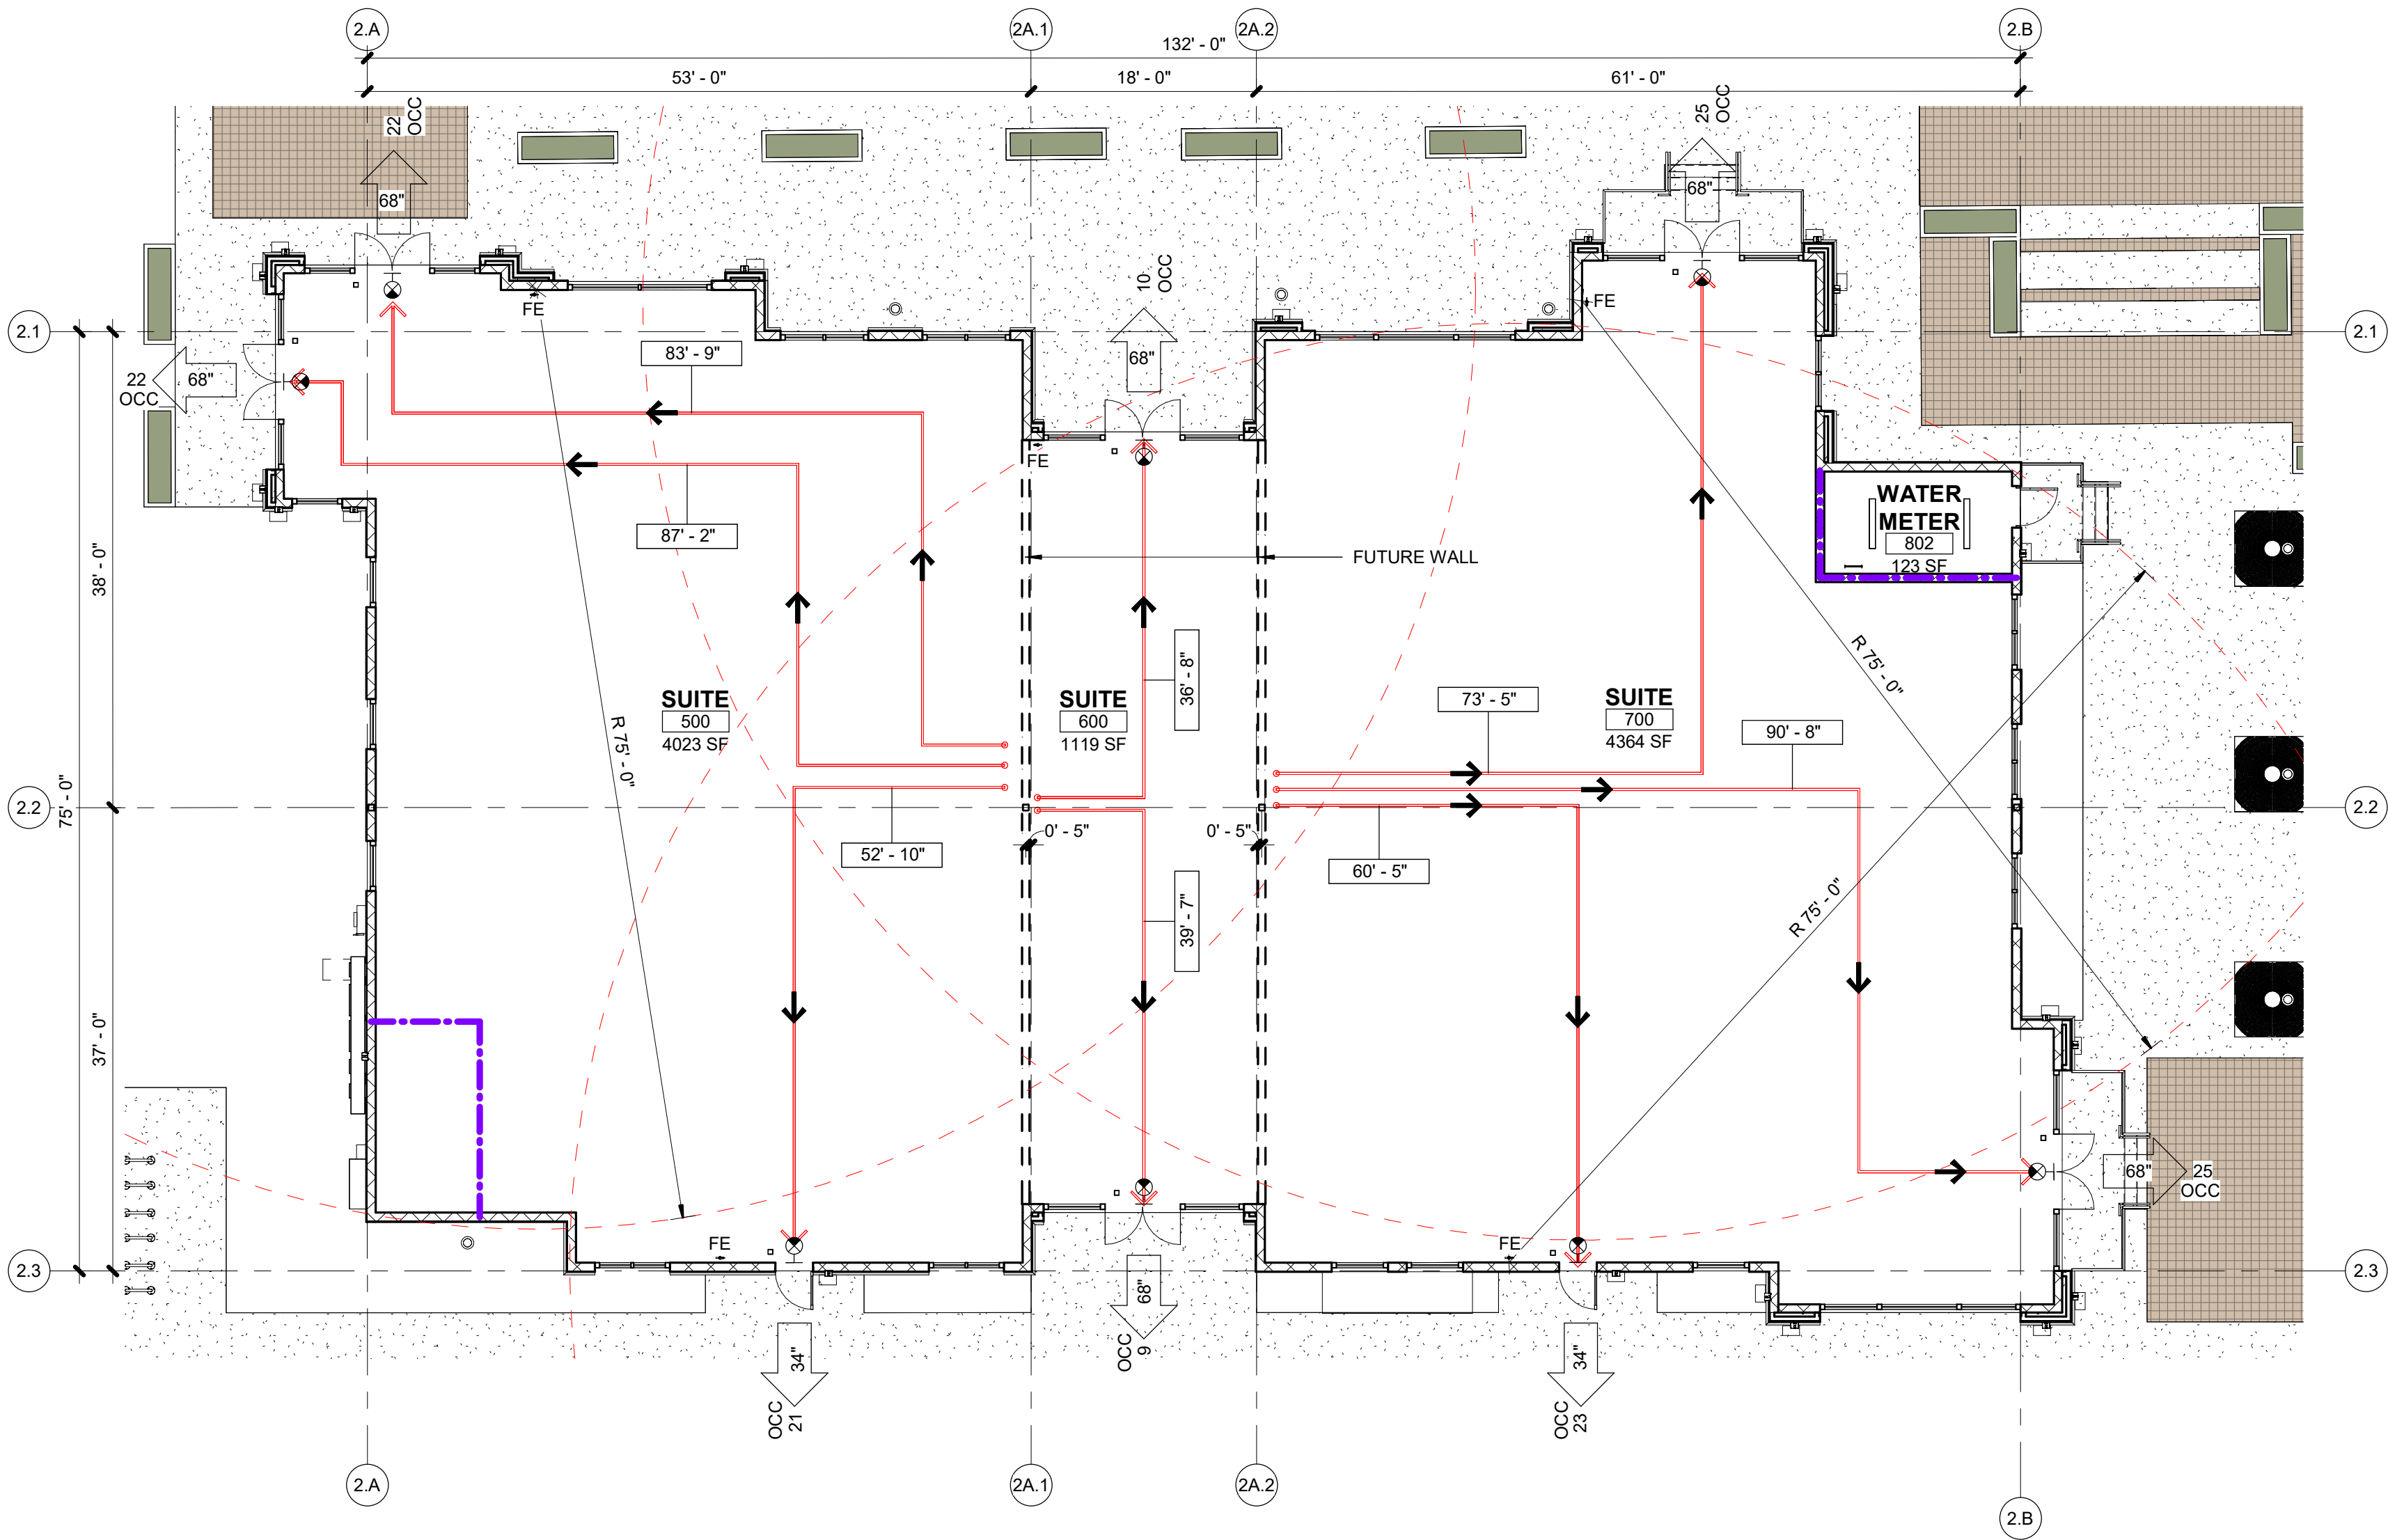 2.A
2A.1
2A.2
2.B
132' - 0"
53' - 0"
18' - 0"
61' - 0"
22
OCC
25
OCC
68"
68"
10
OCC
FE
FE
2.1
2.1
83' - 9"
68"
22
OCC
68"
FE
WATER
METER
802
123 SF
87' - 2"
FUTURE WALL
38' - 0"
R 75' - 0"
36' - 8"
SUITE
500
4023 SF
SUITE
600
1119 SF
73' - 5"
SUITE
700
4364 SF
90' - 8"
R 75' - 0"
75' - 0"
2.2
2.2
0' - 5"
0' - 5"
52' - 10"
60' - 5"
39' - 7"
R 75' - 0"
37' - 0"
68"
25
OCC
FE
FE
2.3
2.3
68"
OCC
9
34"
34"
OCC
21
OCC
23
2.A
2A.1
2A.2
2.B